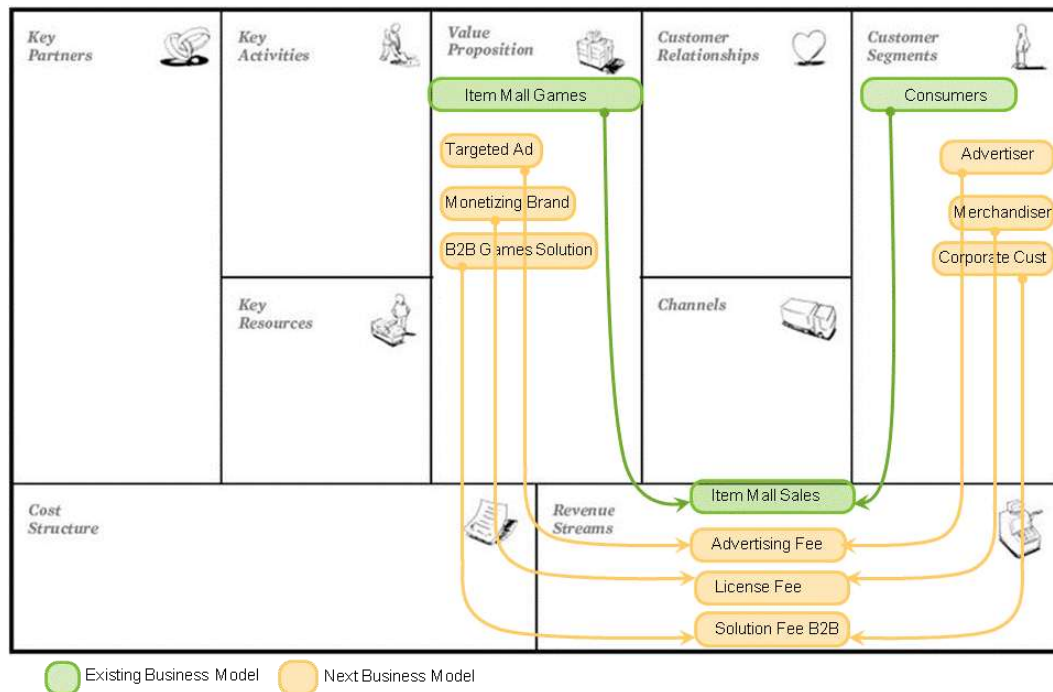 Key
Partners
Key
Activities
Value
Proposition
Customer
Relationships
Customer
Segments
Item Mall Games
Consumers
Targeted Ad
Advertiser
Monetizing Brand
Merchandiser
B2B Games Solution
Corporate Cust
Key
Resources
Channels
Cost
Structure
Revenue
Streams
Item Mall Sales
Advertising Fee
License Fee
Solution Fee B2B
Existing Business Model
Next Business Model